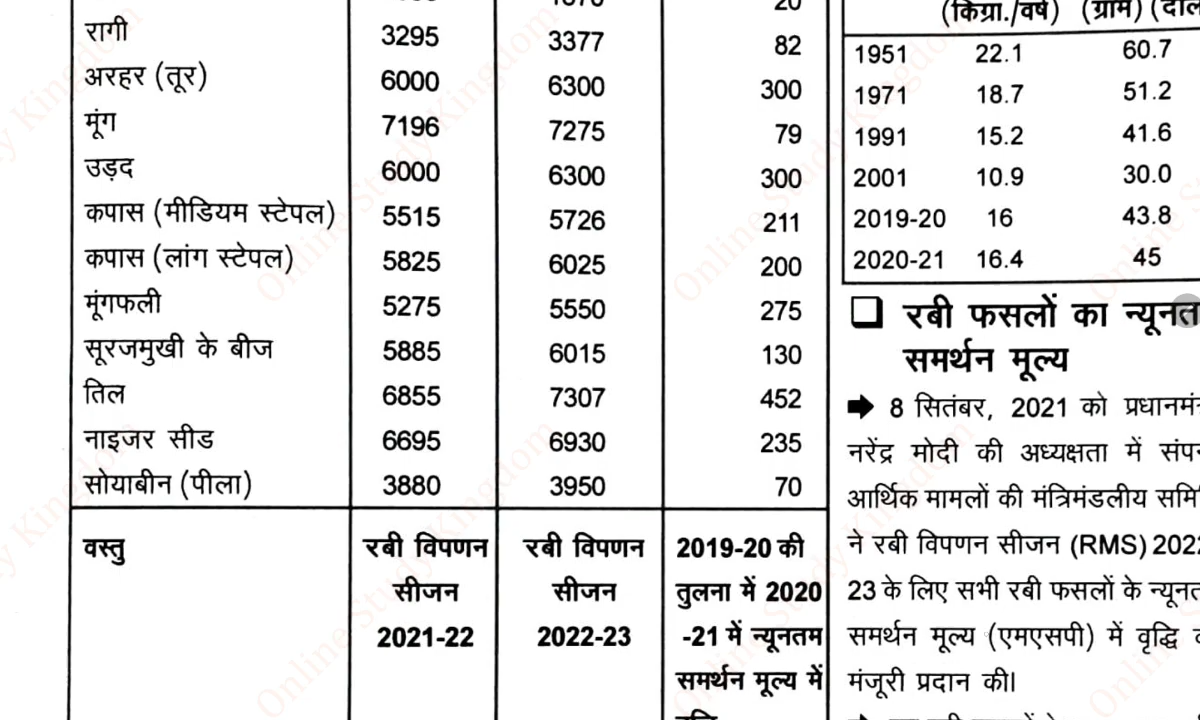 रागी 3295 3377 82
अरहर (तूर) 6000 6300 300
मूंग 7196 7275 79
उड़द 6000 6300 300
कपास (मीडियम स्टेपल) 5515 5726 211
कपास (लांग स्टेपल) 5825 6025 200
मूंगफली 5275 5550 275
सूरजमुखी के बीज 5885 6015 130
तिल 6855 7307 452
नाइजर सीड 6695 6930 235
सोयाबीन (पीला) 3880 3950 70
वस्तु रबी विपणन रबी विपणन 2019-20 की
सीजन सीजन तुलना में 2020
2021-22 2022-23 -21 में न्यूनतम
समर्थन मूल्य में
(किग्रा./वर्ष) (ग्राम)
1951 22.1 60.7
1971 18.7 51.2
1991 15.2 41.6
2001 10.9 30.0
2019-20 16 43.8
2020-21 16.4 45
❑ रबी फसलों का
समर्थन मूल्य
➡ 8 सितंबर, 2021 को
नरेंद्र मोदी की अध्यक्षता में
आर्थिक मामलों की मंत्रिमंडलीय
ने रबी विपणन सीजन (RMS)
23 के लिए सभी रबी फसलों के
समर्थन मूल्य (एमएसपी) में वृद्धि
मंजूरी प्रदान की।
Online Study Kingdom